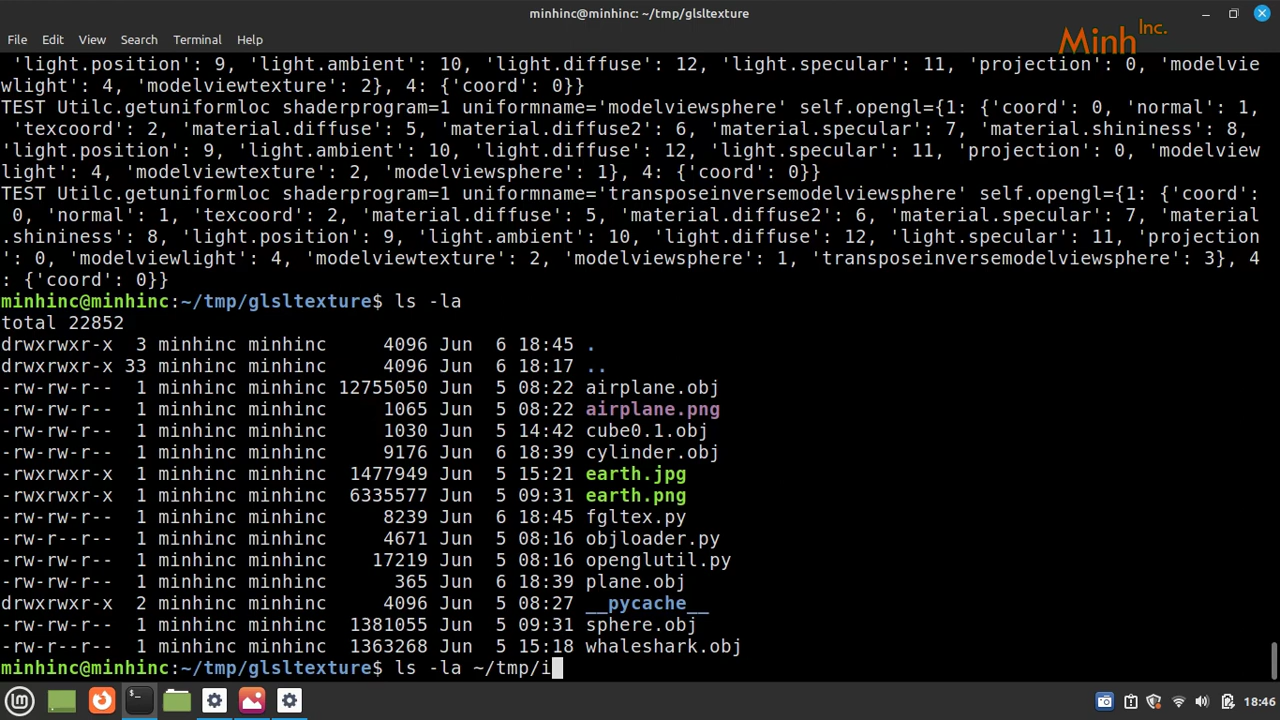 minhinc@minhinc: ~/tmp/glsltexture
Minh Inc.
File Edit View Search Terminal Help
'light.position': 9, 'light.ambient': 10, 'light.diffuse': 12, 'light.specular': 11, 'projection': 0, 'modelvie
wlight': 4, 'modelviewtexture': 2}, 4: {'coord': 0}}
TEST Utilc.getuniformloc shaderprogram=1 uniformname='modelviewsphere' self.opengl={1: {'coord': 0, 'normal': 1,
'texcoord': 2, 'material.diffuse': 5, 'material.diffuse2': 6, 'material.specular': 7, 'material.shininess': 8,
'light.position': 9, 'light.ambient': 10, 'light.diffuse': 12, 'light.specular': 11, 'projection': 0, 'modelview
light': 4, 'modelviewtexture': 2, 'modelviewsphere': 1}, 4: {'coord': 0}}
TEST Utilc.getuniformloc shaderprogram=1 uniformname='transposeinversemodelviewsphere' self.opengl={1: {'coord':
0, 'normal': 1, 'texcoord': 2, 'material.diffuse': 5, 'material.diffuse2': 6, 'material.specular': 7, 'material
.shininess': 8, 'light.position': 9, 'light.ambient': 10, 'light.diffuse': 12, 'light.specular': 11, 'projection
': 0, 'modelviewlight': 4, 'modelviewtexture': 2, 'modelviewsphere': 1, 'transposeinversemodelviewsphere': 3}, 4
: {'coord': 0}}
minhinc@minhinc:~/tmp/glsltexture$ ls -la
total 22852
drwxrwxr-x 3 minhinc minhinc 4096 Jun 6 18:45 .
drwxrwxr-x 33 minhinc minhinc 4096 Jun 6 18:17 ..
-rw-rw-r-- 1 minhinc minhinc 12755050 Jun 5 08:22 airplane.obj
-rw-rw-r-- 1 minhinc minhinc 1065 Jun 5 08:22 airplane.png
-rw-rw-r-- 1 minhinc minhinc 1030 Jun 5 14:42 cube0.1.obj
-rw-rw-r-- 1 minhinc minhinc 9176 Jun 6 18:39 cylinder.obj
-rwxrwxr-x 1 minhinc minhinc 1477949 Jun 5 15:21 earth.jpg
-rwxrwxr-x 1 minhinc minhinc 6335577 Jun 5 09:31 earth.png
-rw-rw-r-- 1 minhinc minhinc 8239 Jun 6 18:45 fgltex.py
-rw-r--r-- 1 minhinc minhinc 4671 Jun 5 08:16 objloader.py
-rw-rw-r-- 1 minhinc minhinc 17219 Jun 5 08:16 openglutil.py
-rw-rw-r-- 1 minhinc minhinc 365 Jun 6 18:39 plane.obj
drwxrwxr-x 2 minhinc minhinc 4096 Jun 5 08:27 __pycache__
-rw-rw-r-- 1 minhinc minhinc 1381055 Jun 5 09:31 sphere.obj
-rw-r--r-- 1 minhinc minhinc 1363268 Jun 5 15:18 whaleshark.obj
minhinc@minhinc:~/tmp/glsltexture$ ls -la ~/tmp/i
18:46